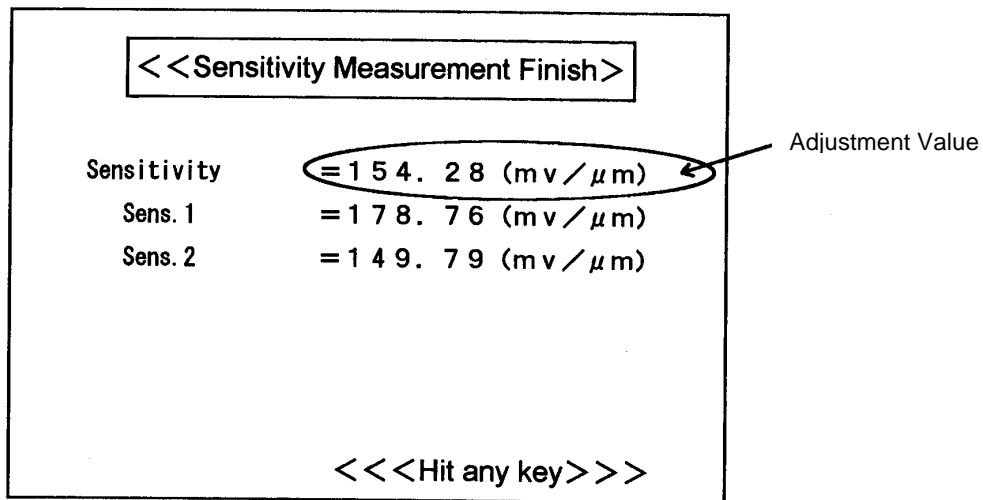 <<Sensitivity Measurement Finish>
Adjustment Value
Sensitivity =154.28 (mv/μm)
Sens.1 =178.76 (mv/μm)
Sens.2 =149.79 (mv/μm)
<<<Hit any key>>>